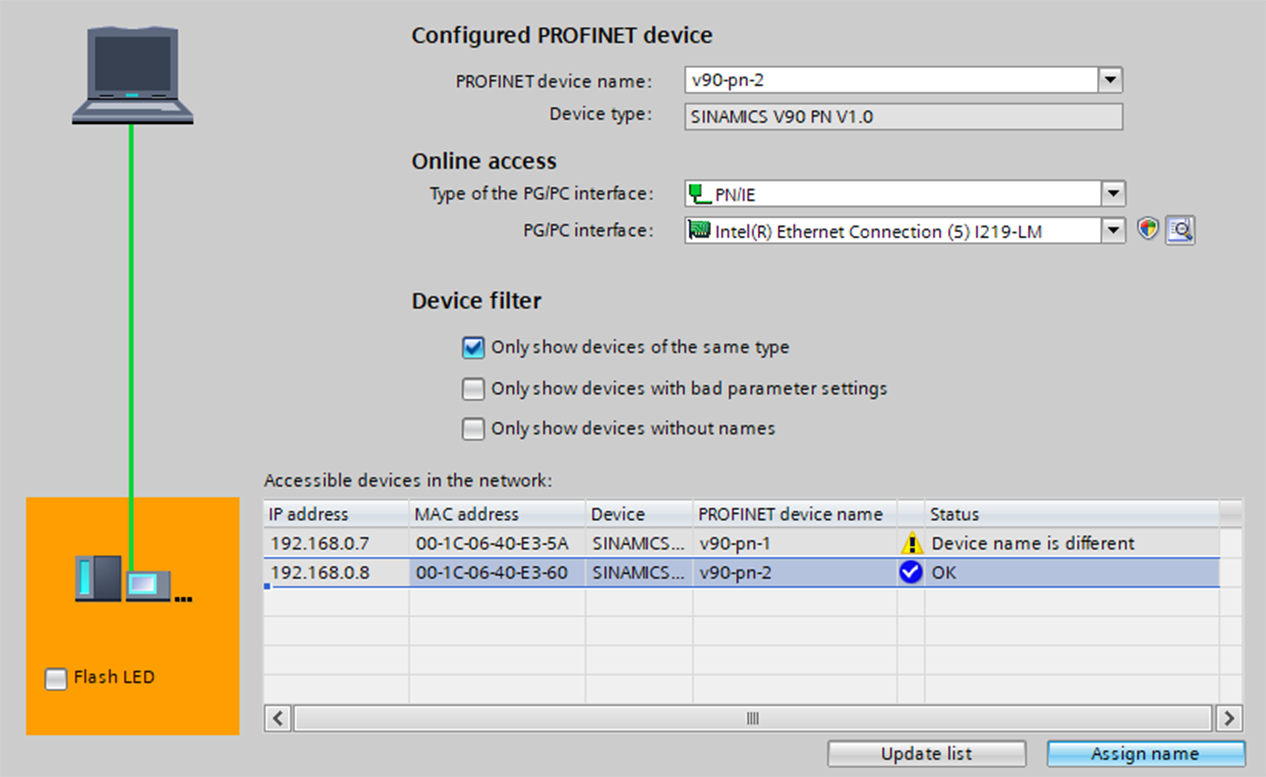 Configured PROFINET device
PROFINET device name: v90-pn-2
Device type: SINAMICS V90 PN V1.0
Online access
Type of the PG/PC interface: PN/IE
PG/PC interface: Intel(R) Ethernet Connection (5) I219-LM
Device filter
Only show devices of the same type
Only show devices with bad parameter settings
Only show devices without names
Accessible devices in the network:
IP address MAC address Device PROFINET device name Status
192.168.0.7 00-1C-06-40-E3-5A SINAMICS... v90-pn-1 Device name is different
192.168.0.8 00-1C-06-40-E3-60 SINAMICS... v90-pn-2 OK
Flash LED
Update list Assign name